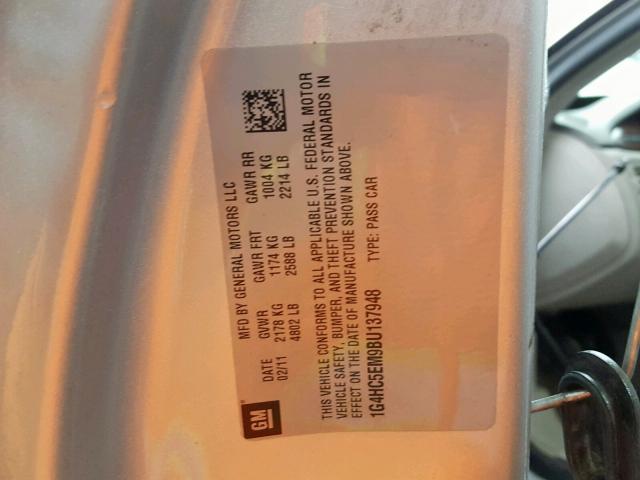 GM
MFD BY GENERAL MOTORS LLC
DATE GVWR GAWR FRT GAWR RR
02/11 2178 KG 1174 KG 1004 KG
4802 LB 2588 LB 2214 LB
THIS VEHICLE CONFORMS TO ALL APPLICABLE U.S. FEDERAL MOTOR
VEHICLE SAFETY, BUMPER, AND THEFT PREVENTION STANDARDS IN
EFFECT ON THE DATE OF MANUFACTURE SHOWN ABOVE.
1G4HC5EM9BU137948 TYPE: PASS CAR